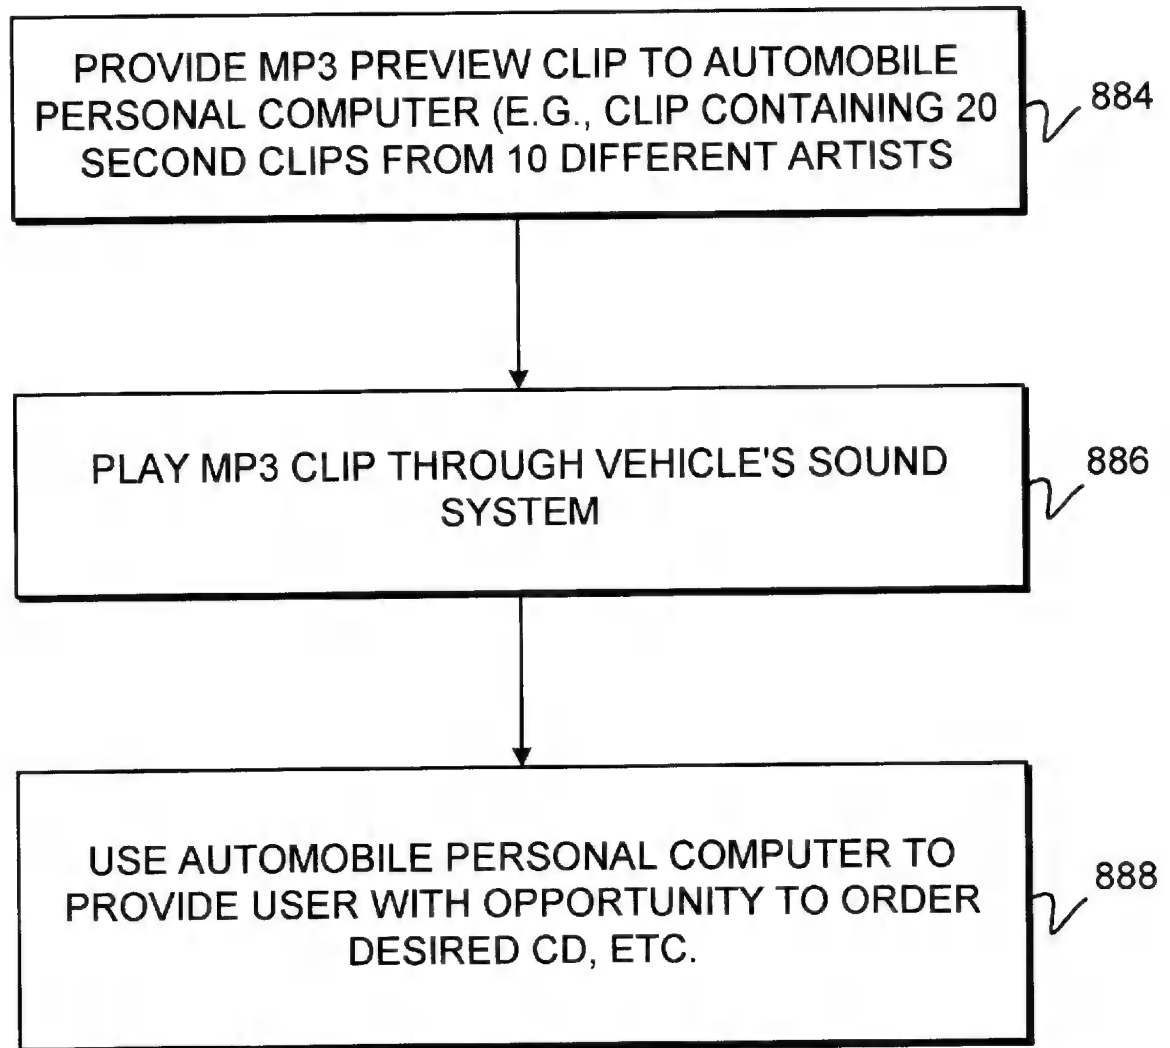 PROVIDE MP3 PREVIEW CLIP TO AUTOMOBILE
PERSONAL COMPUTER (E.G., CLIP CONTAINING 20
SECOND CLIPS FROM 10 DIFFERENT ARTISTS
884
PLAY MP3 CLIP THROUGH VEHICLE'S SOUND
SYSTEM
886
USE AUTOMOBILE PERSONAL COMPUTER TO
PROVIDE USER WITH OPPORTUNITY TO ORDER
DESIRED CD, ETC.
888